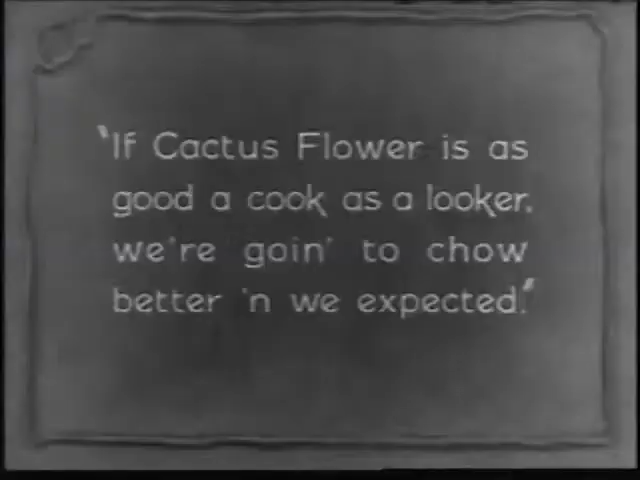 "If Cactus Flower is as
good a cook as a looker,
we're goin' to chow
better 'n we expected."